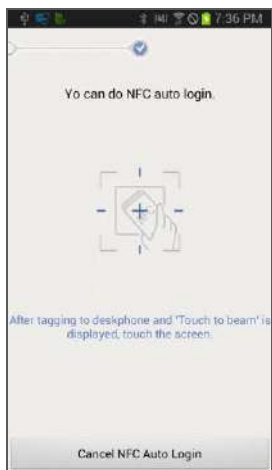 7:36 PM
Yo can do NFC auto login.
After tagging to deskphone and 'Touch to beam' is
displayed, touch the screen.
Cancel NFC Auto Login